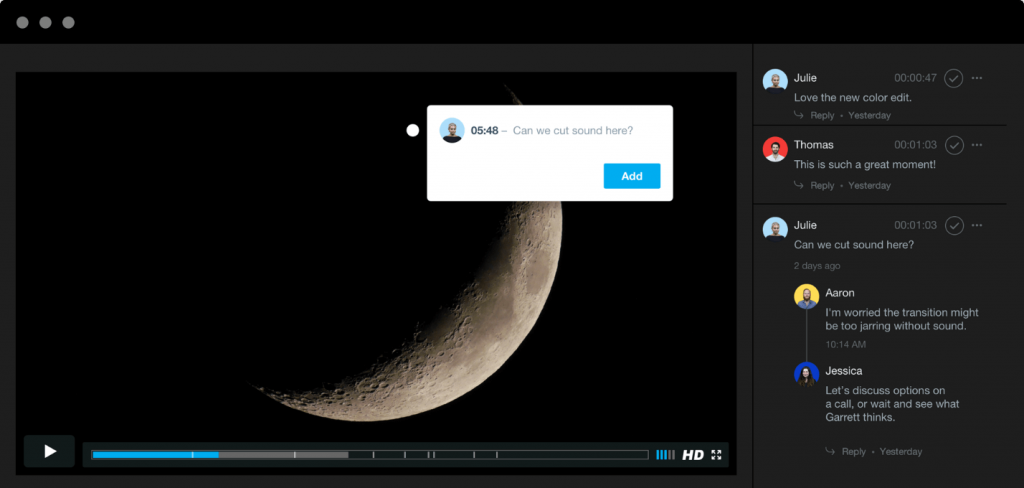 05:48 – Can we cut sound here?
Add
HD
Julie 00:00:47
Love the new color edit.
Reply • Yesterday
Thomas 00:01:03
This is such a great moment!
Reply • Yesterday
Julie 00:01:03
Can we cut sound here?
2 days ago
Aaron
I'm worried the transition might
be too jarring without sound.
10:14 AM
Jessica
Let's discuss options on
a call, or wait and see what
Garrett thinks.
Reply • Yesterday